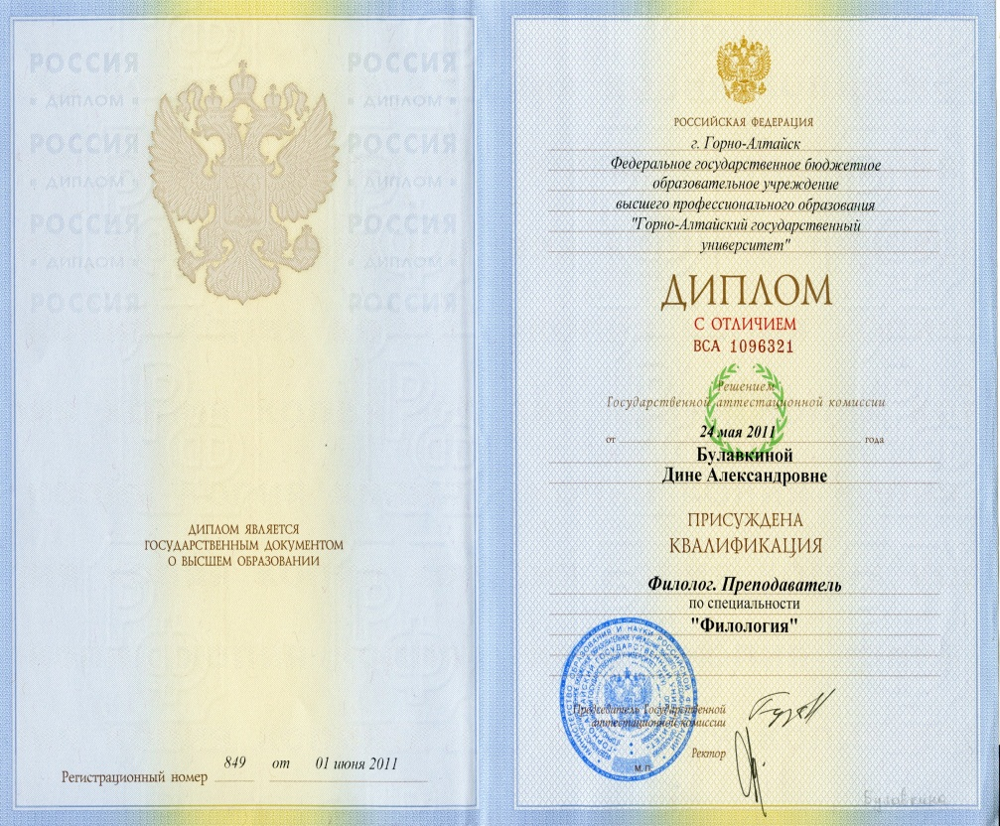 РОССИЯ РОССИЯ
« ДИПЛОМ » « ДИПЛОМ »
РОССИЯ РОССИЯ
« ДИПЛОМ » « ДИПЛОМ »
РОССИЯ РОССИЯ
« ДИПЛОМ » « ДИПЛОМ »
РОССИЯ РОССИЯ
ДИПЛОМ ЯВЛЯЕТСЯ
ГОСУДАРСТВЕННЫМ ДОКУМЕНТОМ
О ВЫСШЕМ ОБРАЗОВАНИИ
Регистрационный номер 849 от 01 июня 2011
РОССИЙСКАЯ ФЕДЕРАЦИЯ
г. Горно-Алтайск
Федеральное государственное бюджетное
образовательное учреждение
высшего профессионального образования
"Горно-Алтайский государственный
университет"
ДИПЛОМ
С ОТЛИЧИЕМ
ВСА 1096321
Решением
Государственной аттестационной комиссии
от 24 мая 2011 года
Булавкиной
Дине Александровне
ПРИСУЖДЕНА
КВАЛИФИКАЦИЯ
Филолог. Преподаватель
по специальности
"Филология"
Председатель Государственной
аттестационной комиссии
Ректор
М.П.
Булавкина